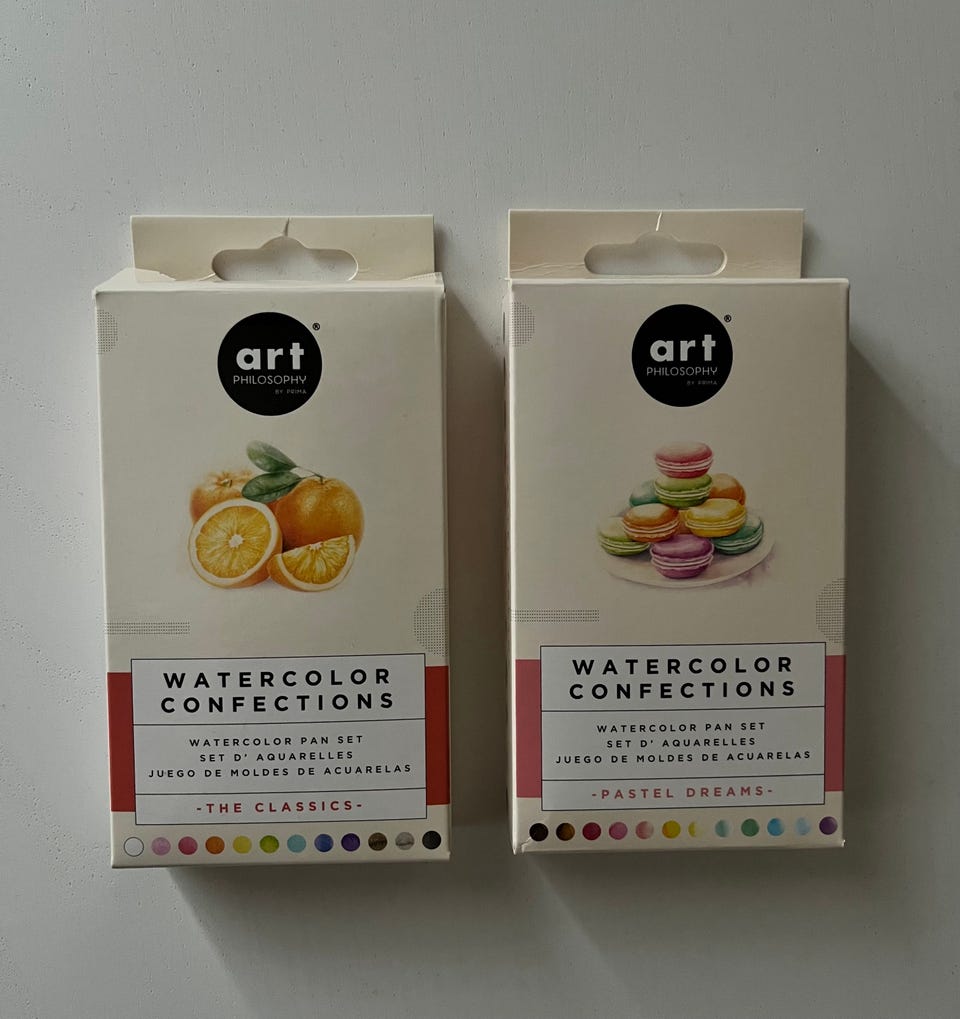 art®
PHILOSOPHY
BY PRIMA
WATERCOLOR
CONFECTIONS
WATERCOLOR PAN SET
SET D' AQUARELLES
JUEGO DE MOLDES DE ACUARELAS
-THE CLASSICS-
art®
PHILOSOPHY
BY PRIMA
WATERCOLOR
CONFECTIONS
WATERCOLOR PAN SET
SET D' AQUARELLES
JUEGO DE MOLDES DE ACUARELAS
-PASTEL DREAMS-